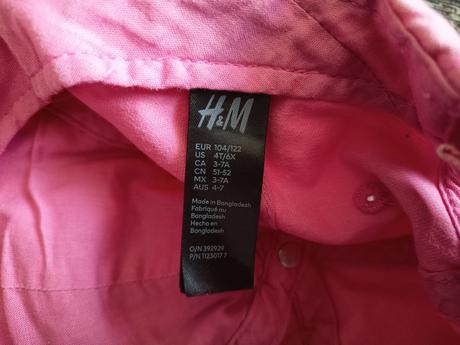 H&M
EUR 104/122
US 4T/6X
CA 3-7A
CN 51-52
MX 3-7A
AUS 4-7
Made in Bangladesh
Fabriqué au
Bangladesh
Hecho en
Bangladesh
O/N 392929
P/N 1123017 7